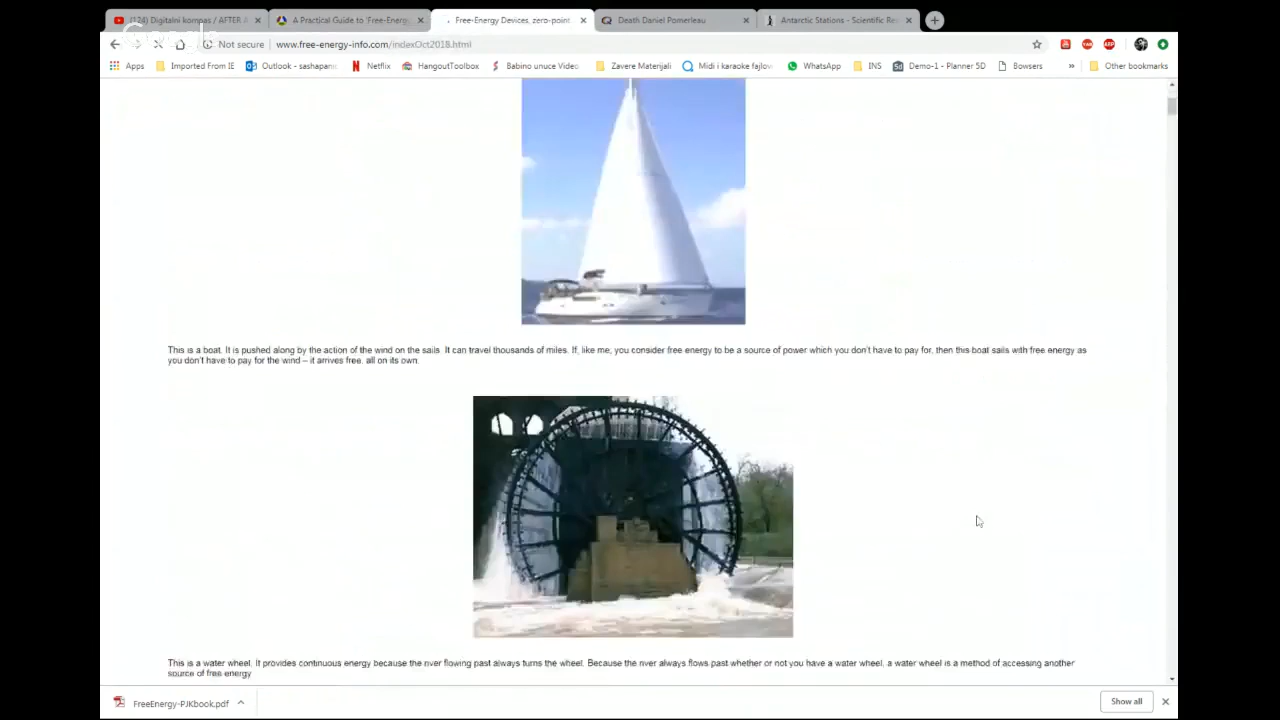 (124) Digitalni kompas / AFTER A
A Practical Guide to 'Free-Energy
Free-Energy Devices, zero-point
Death Daniel Pomerleau
Antarctic Stations - Scientific Re
Google
Not secure
www.free-energy-info.com/indexOct2018.html
Apps
Imported From IE
Outlook - sashapane
Netflix
HangoutToolbox
Babino unuce Video
Zavere Materijali
Midi i karaoke fajlov
WhatsApp
INS
Demo-1 - Planner 5D
Bowsers
»
Other bookmarks
This is a boat. It is pushed along by the action of the wind on the sails. It can travel thousands of miles. If, like me, you consider free energy to be a source of power which you don't have to pay for, then this boat sails with free energy as
you don't have to pay for the wind – it arrives free, all on its own.
This is a water wheel. It provides continuous energy because the river flowing past always turns the wheel. Because the river always flows past whether or not you have a water wheel, a water wheel is a method of accessing another
source of free energy
FreeEnergy-PJKbook.pdf
Show all